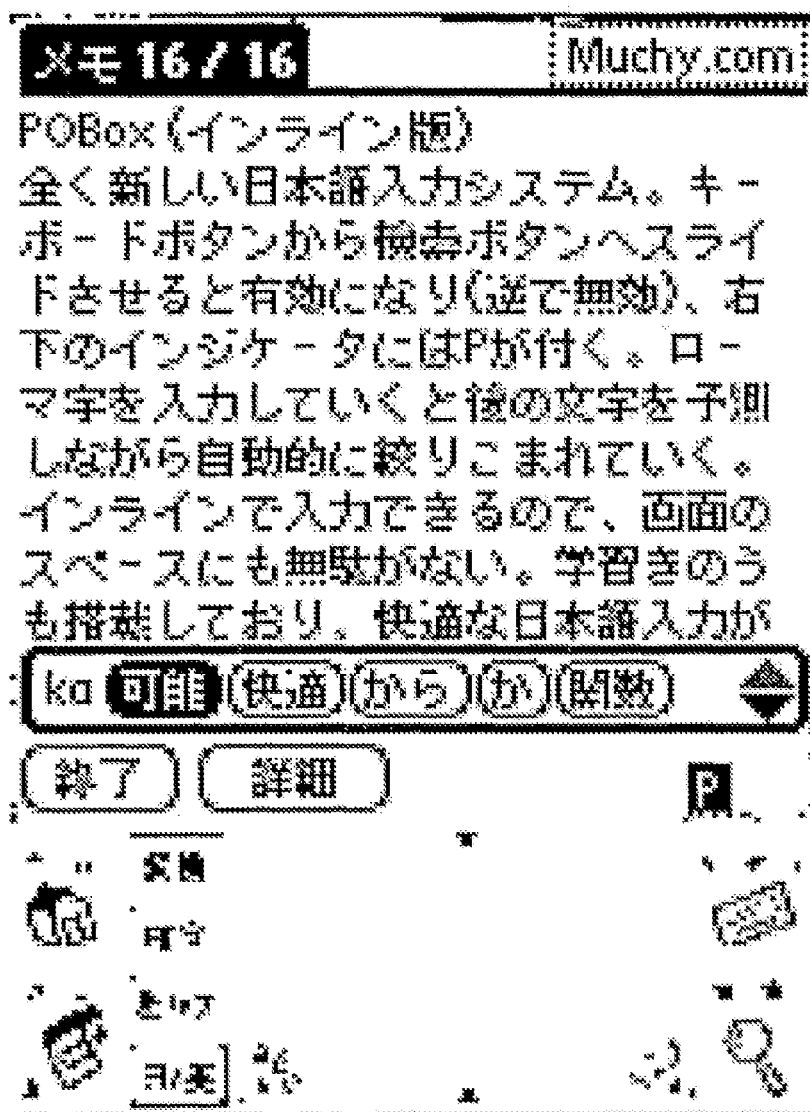 メモ 16 / 16
Muchy.com
POBox (インライン版)
全く新しい日本語入力システム。キー
ボードボタンから検索ボタンへスライ
ドさせると有効になり(逆で無効)、右
下のインジケータにはPが付く。ロー
マ字を入力していくと後の文字を予測
しながら自動的に絞りこまれていく。
インラインで入力できるので、画面の
スペースにも無駄がない。学習きのう
も搭載しており、快適な日本語入力が
ka 可能 快適 から か 関数
終了 詳細
P
変換